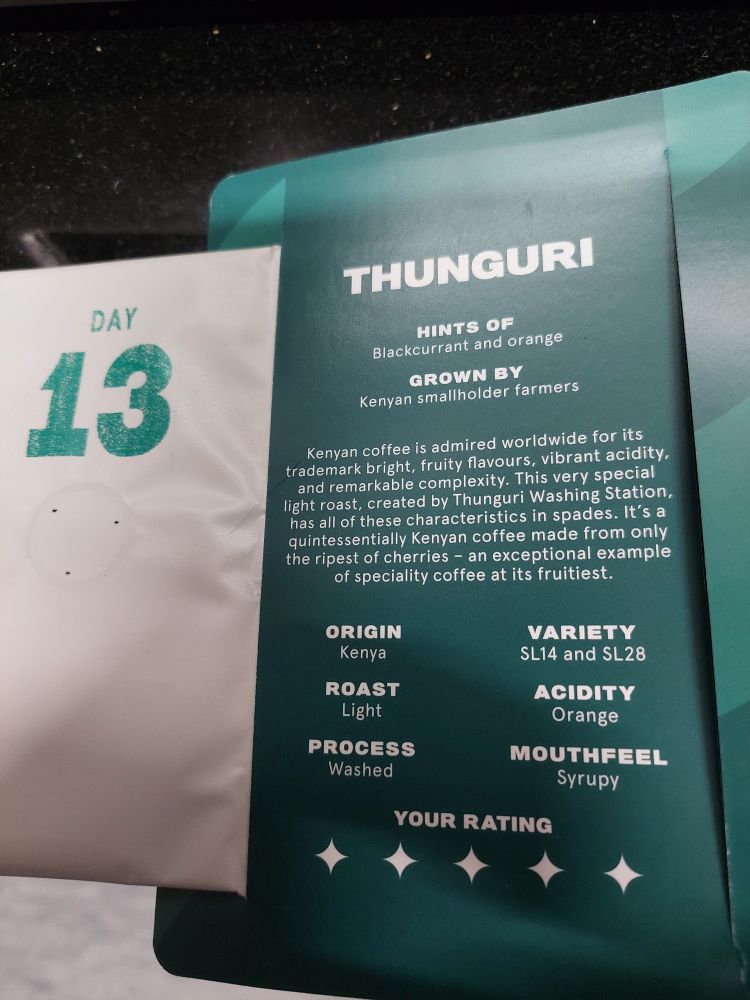 DAY
13
THUNGURI
HINTS OF
Blackcurrant and orange
GROWN BY
Kenyan smallholder farmers
Kenyan coffee is admired worldwide for its
trademark bright, fruity flavours, vibrant acidity,
and remarkable complexity. This very special
light roast, created by Thunguri Washing Station,
has all of these characteristics in spades. It's a
quintessentially Kenyan coffee made from only
the ripest of cherries – an exceptional example
of speciality coffee at its fruitiest.
ORIGIN
Kenya
VARIETY
SL14 and SL28
ROAST
Light
ACIDITY
Orange
PROCESS
Washed
MOUTHFEEL
Syrupy
YOUR RATING